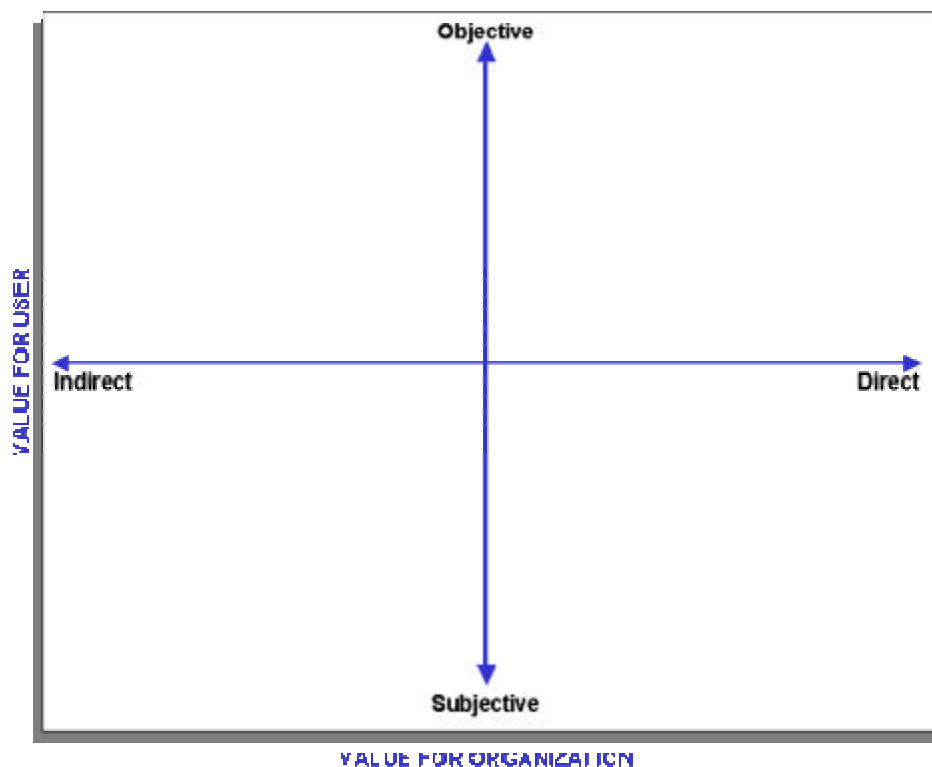 Objective
VALUE FOR USER
Indirect
Direct
Subjective
VALUE FOR ORGANIZATION